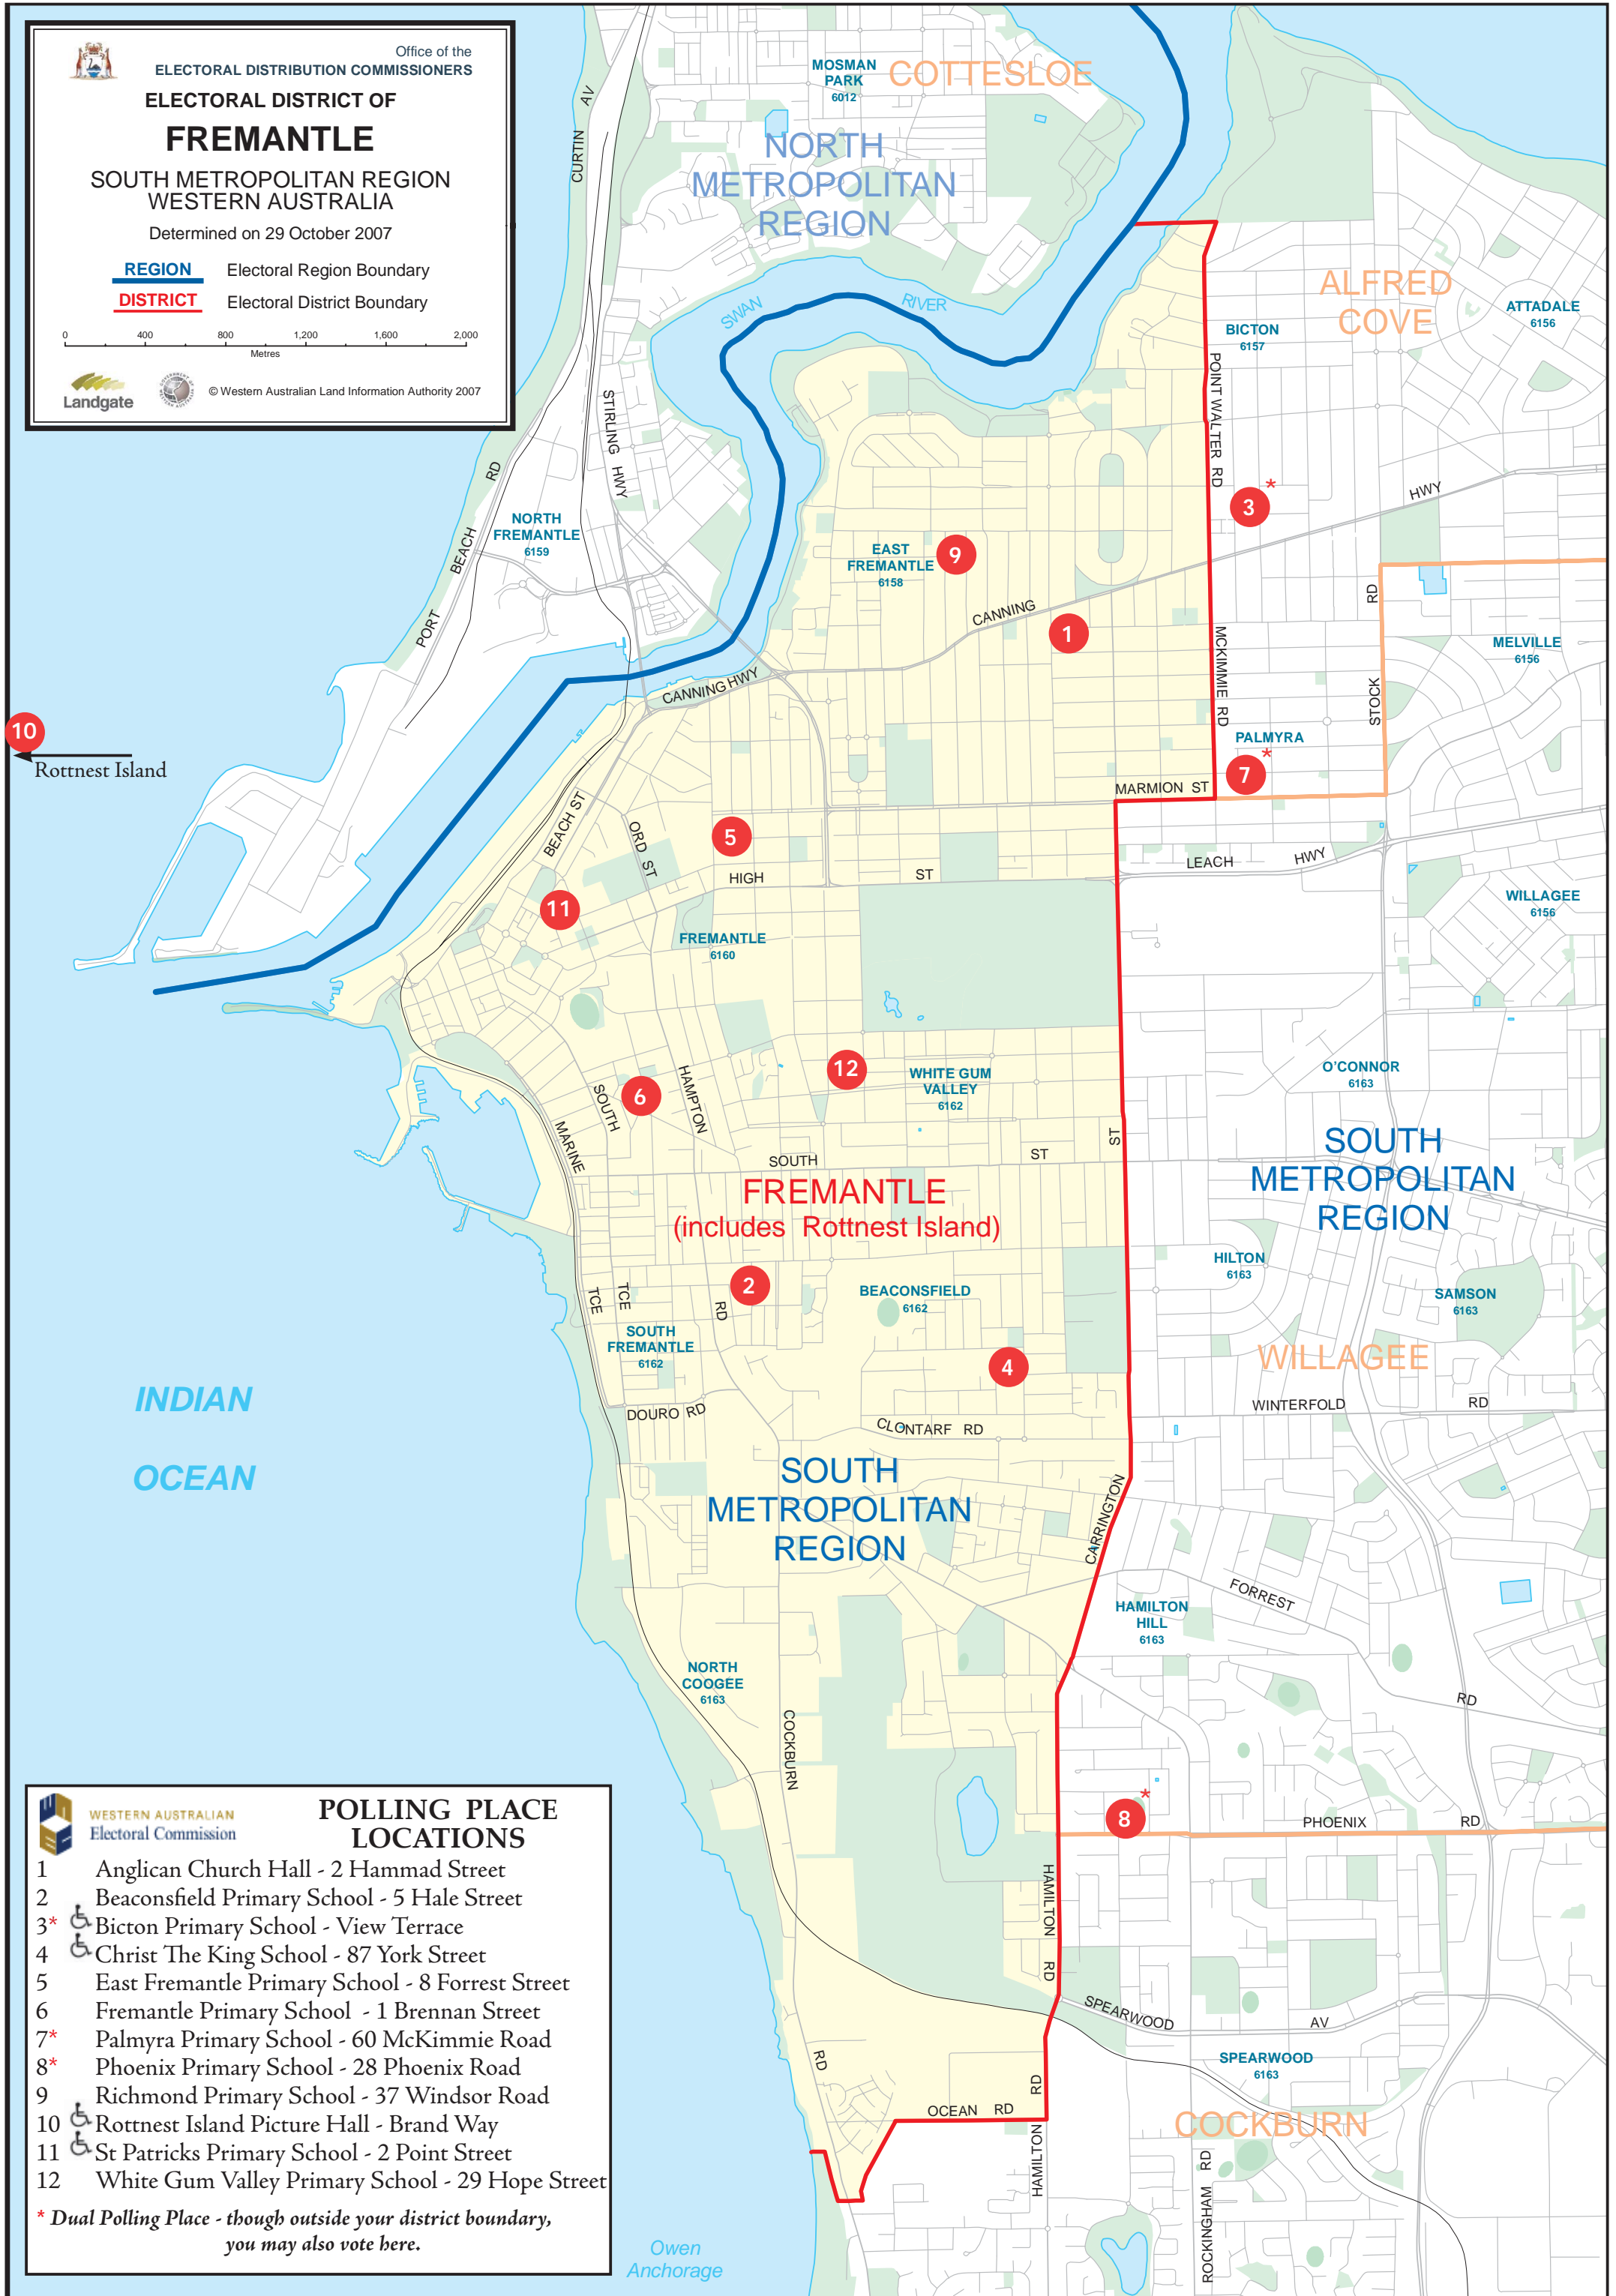 Office of the
ELECTORAL DISTRIBUTION COMMISSIONERS
ELECTORAL DISTRICT OF
FREMANTLE
SOUTH METROPOLITAN REGION
WESTERN AUSTRALIA
Determined on 29 October 2007
REGION Electoral Region Boundary
DISTRICT Electoral District Boundary
0 400 800 1,200 1,600 2,000
Metres
Landgate
© Western Australian Land Information Authority 2007
MOSMAN
PARK
6012
COTTESLOE
CURTIN AV
NORTH
METROPOLITAN
REGION
SWAN RIVER
ALFRED
COVE
ATTADALE
6156
BICTON
6157
POINT WALTER RD
STIRLING HWY
PORT BEACH RD
NORTH
FREMANTLE
6159
3 *
HWY
EAST
FREMANTLE
6158
9
CANNING
1
STOCK RD
MELVILLE
6156
MCKIMMIE RD
CANNING HWY
10
Rottnest Island
PALMYRA
7 *
MARMION ST
BEACH ST
ORD ST
5
HIGH ST
LEACH HWY
WILLAGEE
6156
11
FREMANTLE
6160
12
WHITE GUM
VALLEY
6162
O'CONNOR
6163
6
SOUTH
HAMPTON
MARINE
SOUTH ST
ST
SOUTH
METROPOLITAN
REGION
FREMANTLE
(includes Rottnest Island)
HILTON
6163
2
BEACONSFIELD
6162
SAMSON
6163
TCE
TCE
RD
SOUTH
FREMANTLE
6162
4
WILLAGEE
WINTERFOLD RD
DOURO RD
CLONTARF RD
INDIAN
OCEAN
SOUTH
METROPOLITAN
REGION
CARRINGTON
FORREST
RD
HAMILTON
HILL
6163
NORTH
COOGEE
6163
COCKBURN
8 *
PHOENIX RD
HAMILTON
RD
SPEARWOOD AV
SPEARWOOD
6163
RD
RD
OCEAN RD
COCKBURN
HAMILTON
ROCKINGHAM RD
Owen
Anchorage
WESTERN AUSTRALIAN
Electoral Commission
POLLING PLACE
LOCATIONS
1 Anglican Church Hall - 2 Hammad Street
2 Beaconsfield Primary School - 5 Hale Street
3* Bicton Primary School - View Terrace
4 Christ The King School - 87 York Street
5 East Fremantle Primary School - 8 Forrest Street
6 Fremantle Primary School - 1 Brennan Street
7* Palmyra Primary School - 60 McKimmie Road
8* Phoenix Primary School - 28 Phoenix Road
9 Richmond Primary School - 37 Windsor Road
10 Rottnest Island Picture Hall - Brand Way
11 St Patricks Primary School - 2 Point Street
12 White Gum Valley Primary School - 29 Hope Street
* Dual Polling Place - though outside your district boundary,
you may also vote here.